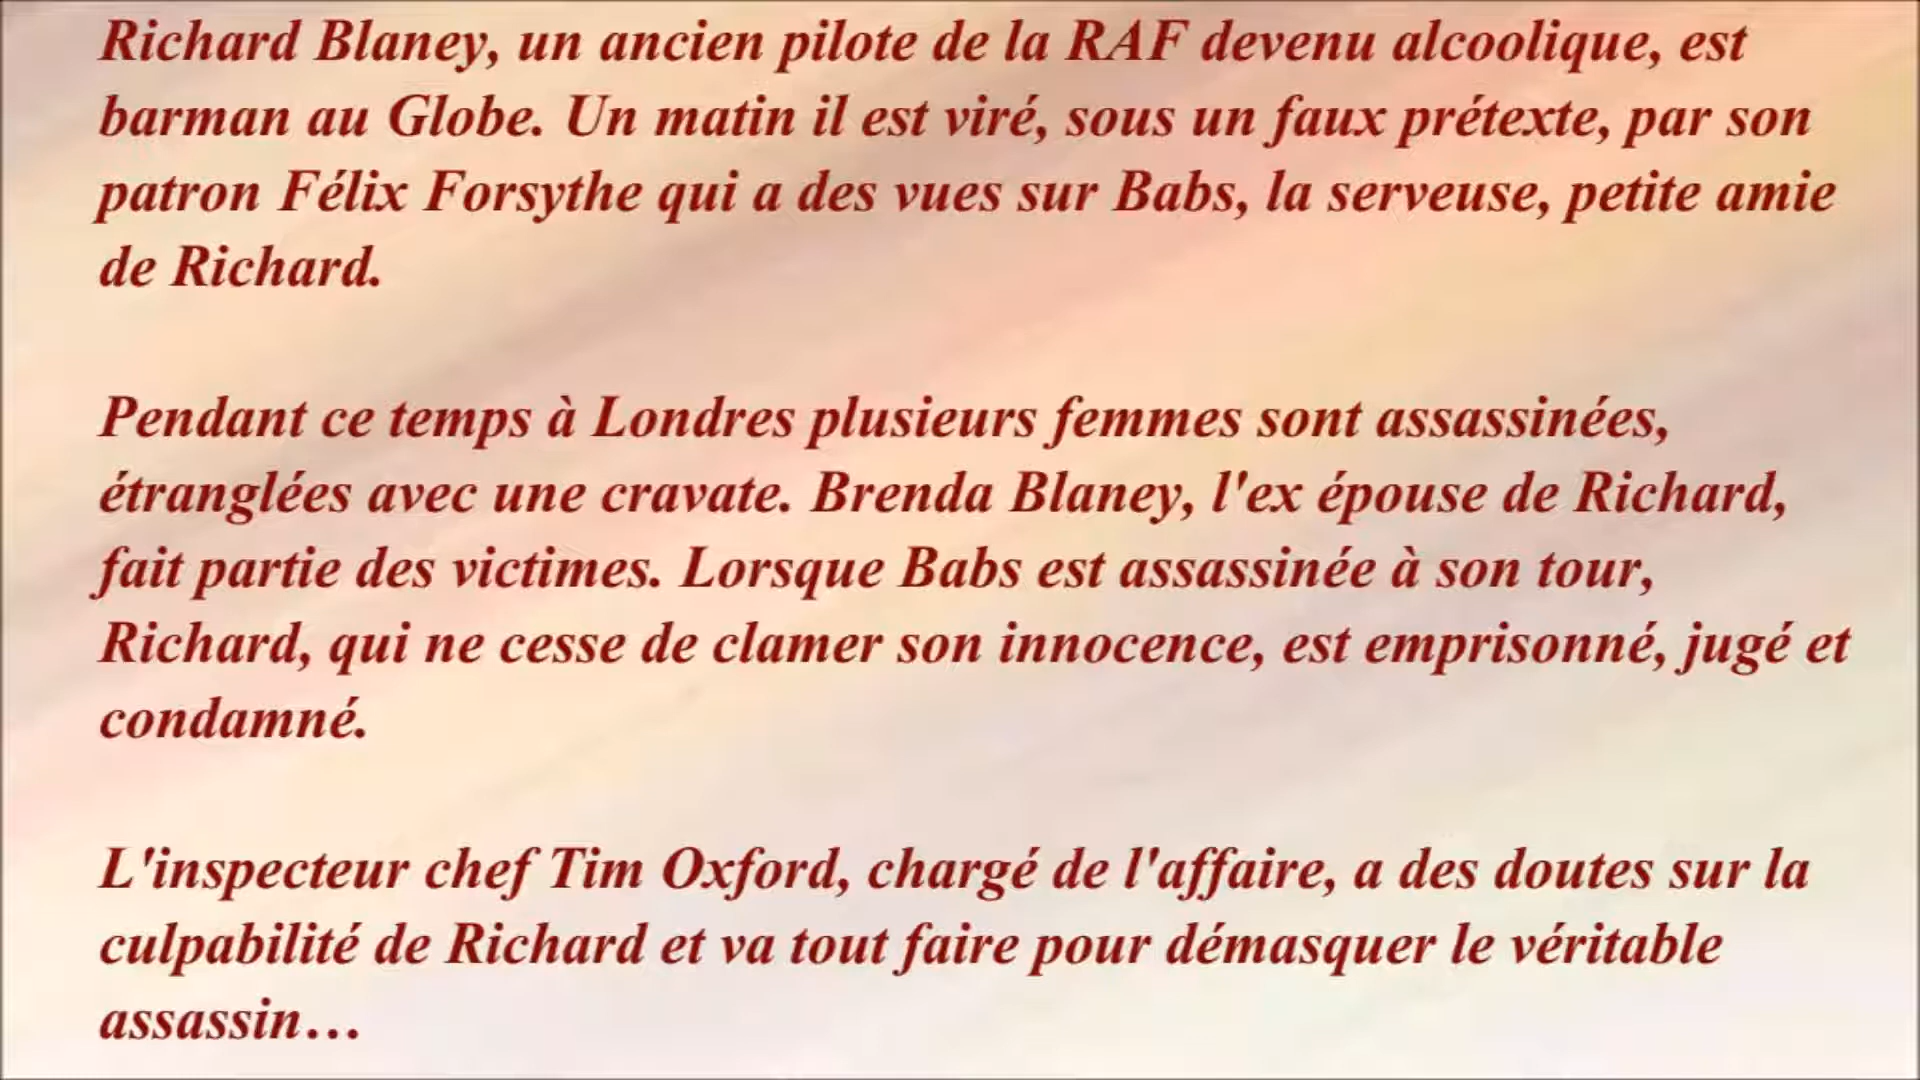 Richard Blaney, un ancien pilote de la RAF devenu alcoolique, est
barman au Globe. Un matin il est viré, sous un faux prétexte, par son
patron Félix Forsythe qui a des vues sur Babs, la serveuse, petite amie
de Richard.
Pendant ce temps à Londres plusieurs femmes sont assassinées,
étranglées avec une cravate. Brenda Blaney, l'ex épouse de Richard,
fait partie des victimes. Lorsque Babs est assassinée à son tour,
Richard, qui ne cesse de clamer son innocence, est emprisonné, jugé et
condamné.
L'inspecteur chef Tim Oxford, chargé de l'affaire, a des doutes sur la
culpabilité de Richard et va tout faire pour démasquer le véritable
assassin…